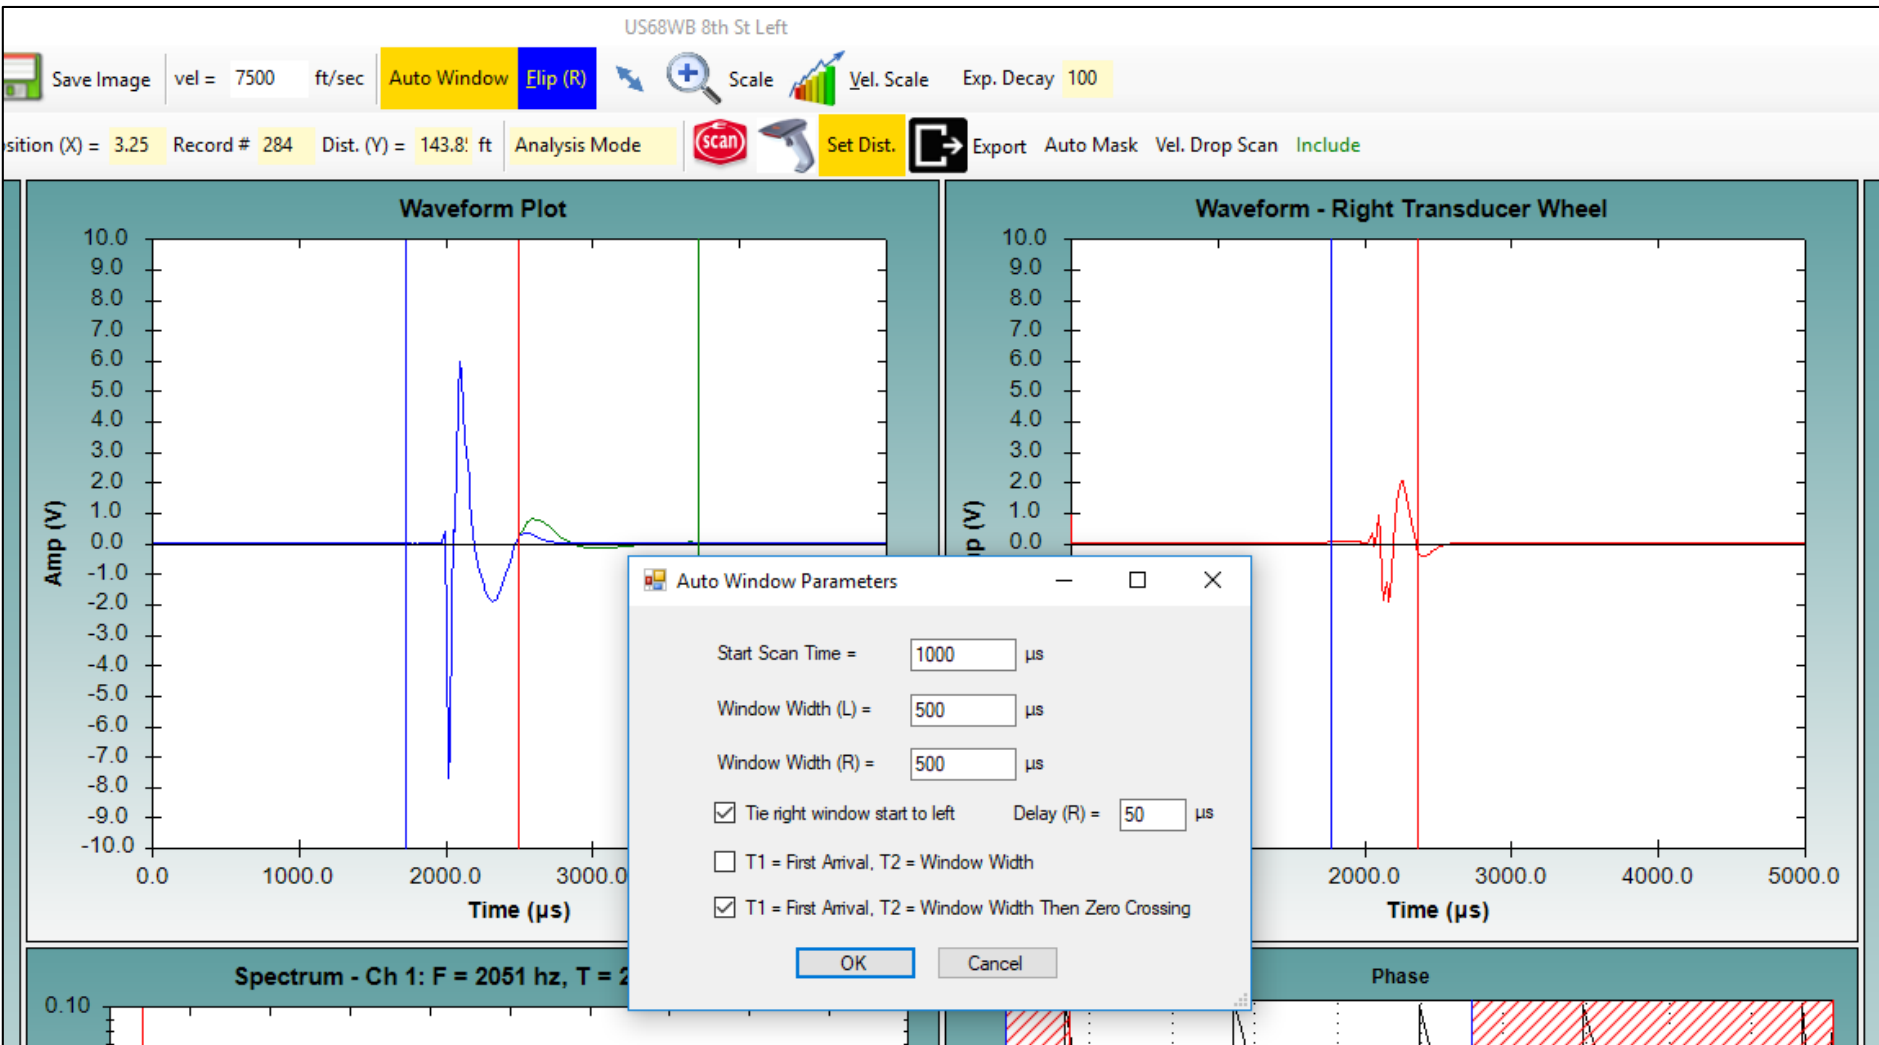 US68WB 8th St Left
Save Image vel = 7500 ft/sec Auto Window Flip (R) Scale Vel. Scale Exp. Decay 100
sition (X) = 3.25 Record # 284 Dist. (Y) = 143.8 ft Analysis Mode scan Set Dist. Export Auto Mask Vel. Drop Scan Include
Waveform Plot
10.0
9.0
8.0
7.0
6.0
5.0
4.0
3.0
2.0
1.0
0.0
-1.0
-2.0
-3.0
-4.0
-5.0
-6.0
-7.0
-8.0
-9.0
-10.0
Amp (V)
0.0 1000.0 2000.0 3000.0
Time (µs)
Waveform - Right Transducer Wheel
10.0
9.0
8.0
7.0
6.0
5.0
4.0
3.0
2.0
1.0
0.0
p (V)
2000.0 3000.0 4000.0 5000.0
Time (µs)
Auto Window Parameters
Start Scan Time = 1000 µs
Window Width (L) = 500 µs
Window Width (R) = 500 µs
Tie right window start to left Delay (R) = 50 µs
T1 = First Arrival, T2 = Window Width
T1 = First Arrival, T2 = Window Width Then Zero Crossing
OK Cancel
Spectrum - Ch 1: F = 2051 hz, T = 2
0.10
Phase